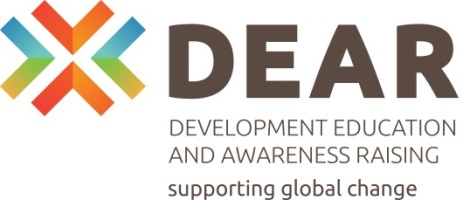 DEAR
DEVELOPMENT EDUCATION
AND AWARENESS RAISING
supporting global change